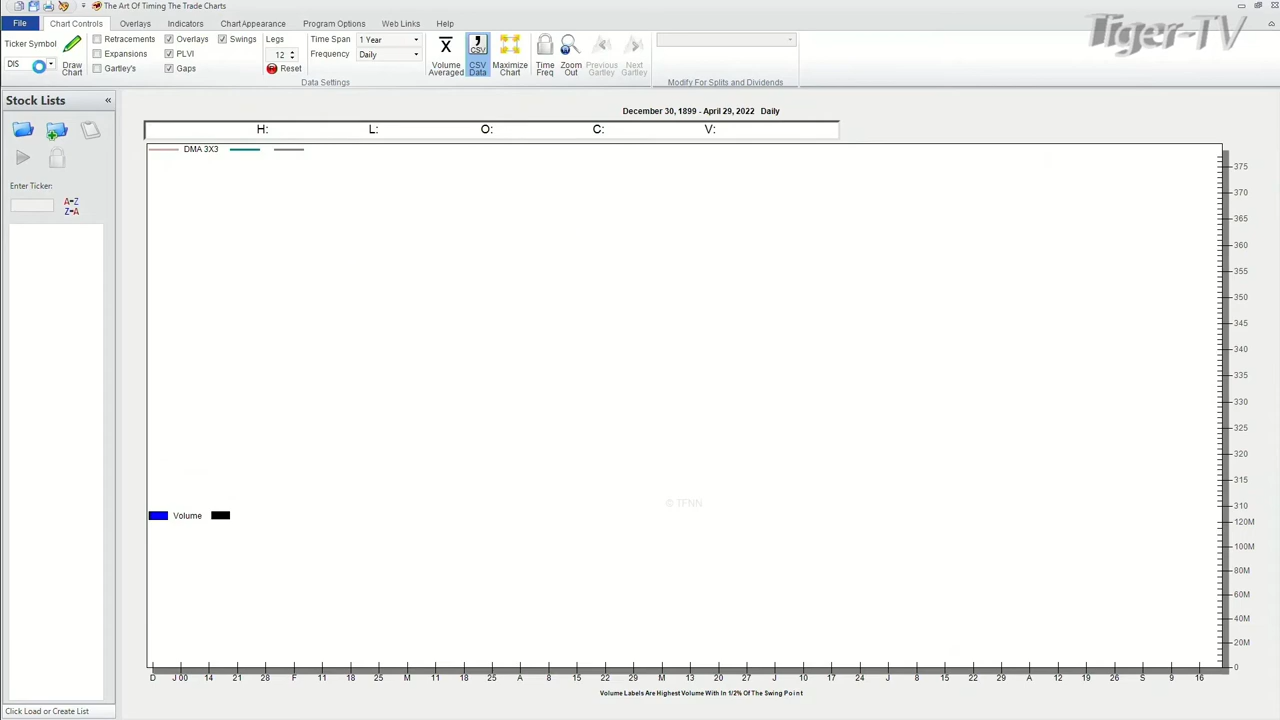 The Art Of Timing The Trade Charts
File
Chart Controls
Overlays
Indicators
Chart Appearance
Program Options
Web Links
Help
Tiger-TV
Ticker Symbol
DIS
Draw Chart
Retracements
Expansions
Gartley's
Overlays
PLVI
Gaps
Swings
Legs
12
Reset
Time Span
1 Year
Frequency
Daily
Data Settings
Volume Averaged
CSV
CSV Data
Maximize Chart
Time Freq
Zoom Out
Previous Gartley
Next Gartley
Modify For Splits and Dividends
Stock Lists
«
Enter Ticker:
A-Z
Z-A
Click Load or Create List
December 30, 1899 - April 29, 2022 Daily
H: L: O: C: V:
DMA 3X3
375
370
365
360
355
350
345
340
335
330
325
320
315
310
© TFNN
Volume
120M
100M
80M
60M
40M
20M
0
D J 00 14 21 28 F 11 18 25 M 11 18 25 A 8 15 22 29 M 13 20 27 J 10 17 24 J 8 15 22 29 A 12 19 26 S 9 16
Volume Labels Are Highest Volume With In 1/2% Of The Swing Point